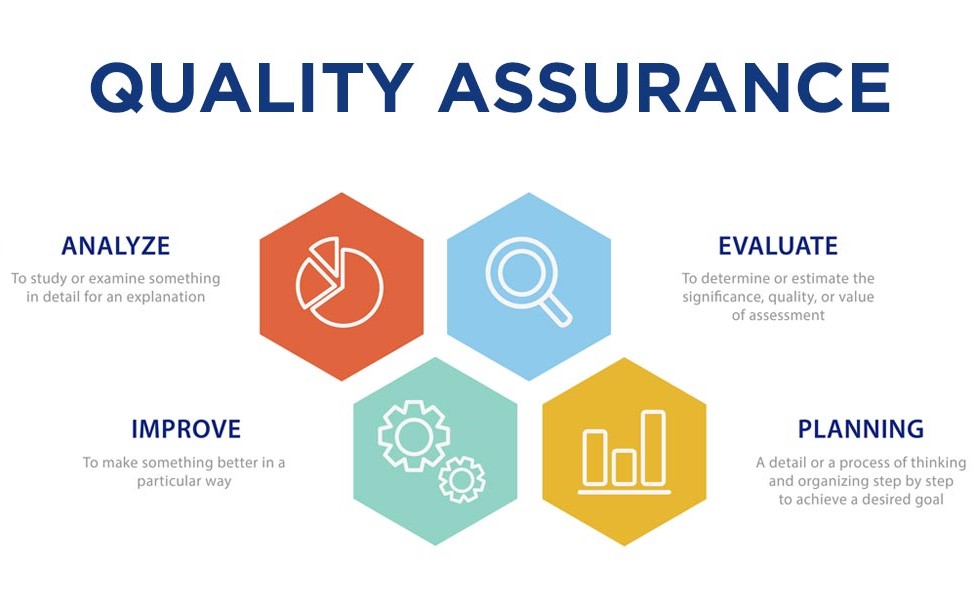 QUALITY ASSURANCE
ANALYZE
To study or examine something
in detail for an explanation
EVALUATE
To determine or estimate the
significance, quality, or value
of assessment
IMPROVE
To make something better in a
particular way
PLANNING
A detail or a process of thinking
and organizing step by step
to achieve a desired goal